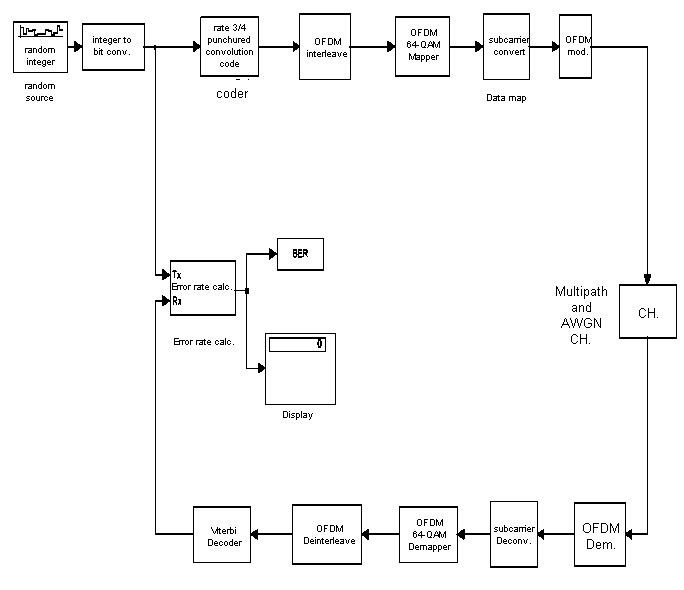 random
integer
random
source
integer to
bit conv.
rate 3/4
punchured
convolution
code
coder
OFDM
interleave
OFDM
64-QAM
Mapper
subcarrier
convert
Data map
OFDM
mod.
Multipath
and
AWGN
CH.
CH.
Tx
Error rate calc.
Rx
Error rate calc.
BER
0
Display
Viterbi
Decoder
OFDM
Deinterleave
OFDM
64-QAM
Demapper
subcarrier
Deconv.
OFDM
Dem.